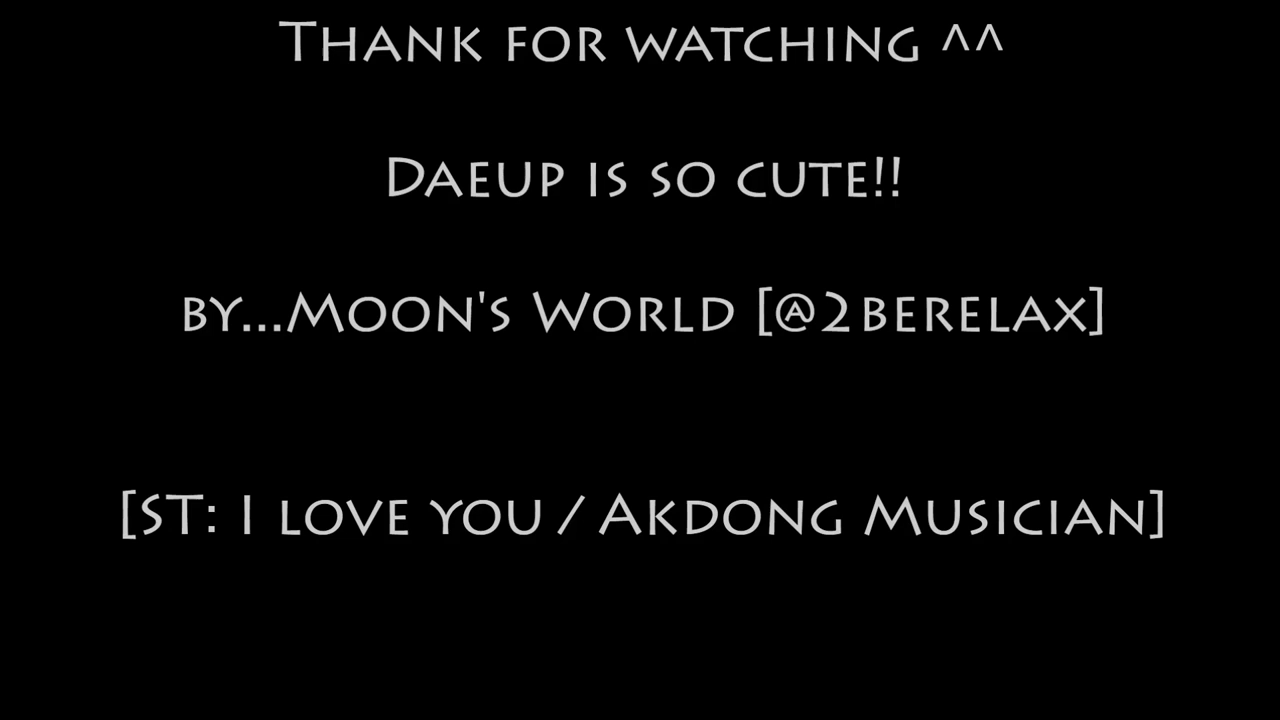 Thank for watching ^^
Daeup is so cute!!
by...Moon's World [@2berelax]
[ST: I love you / Akdong Musician]